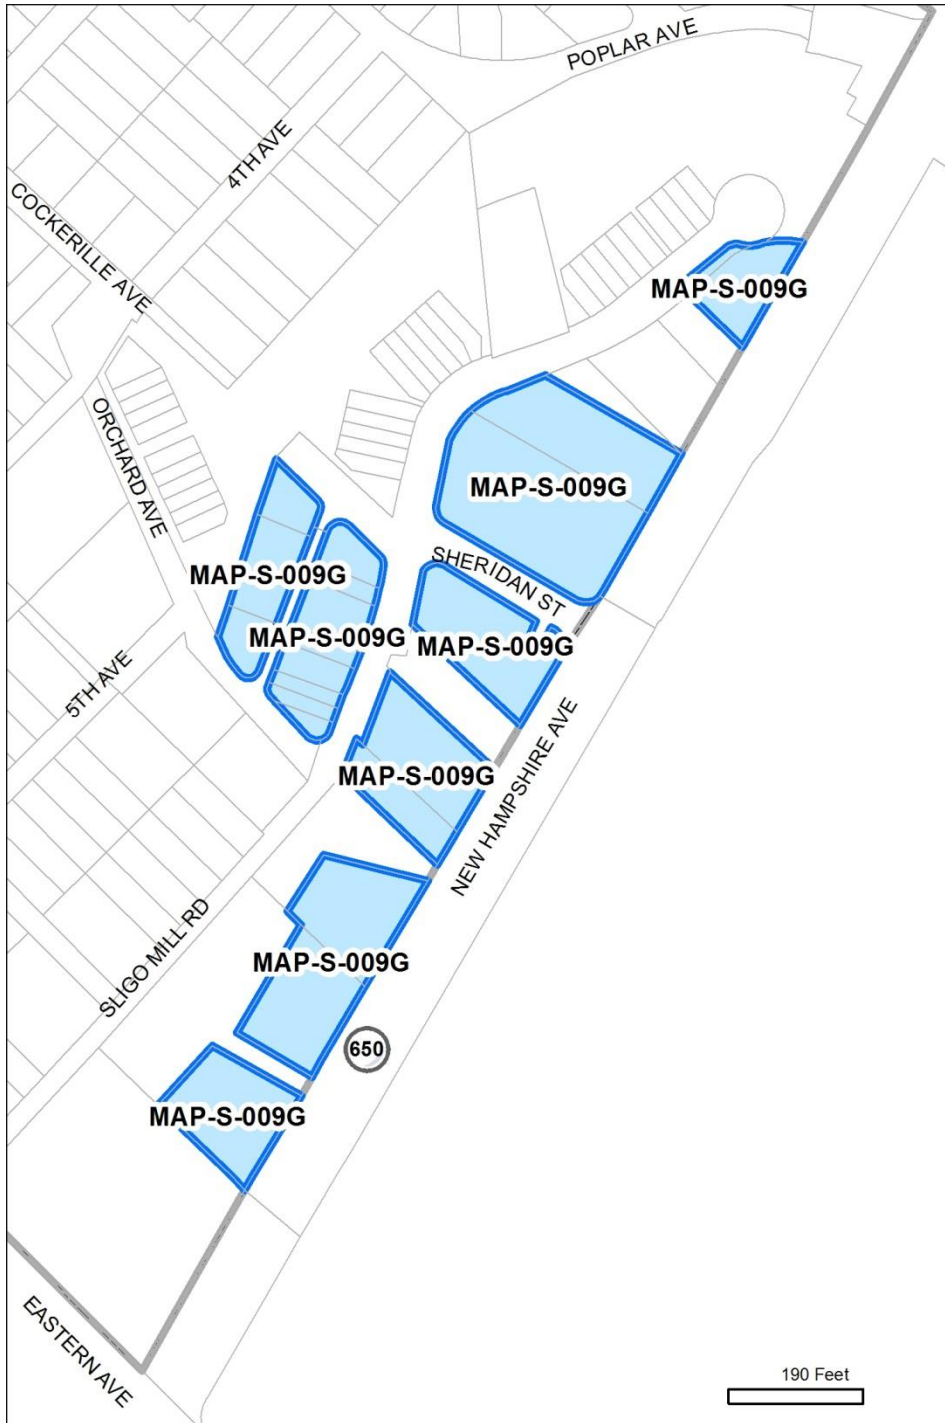 POPLAR AVE
4TH AVE
COCKERILLE AVE
MAP-S-009G
ORCHARD AVE
MAP-S-009G
SHERIDAN ST
MAP-S-009G
MAP-S-009G
MAP-S-009G
5TH AVE
MAP-S-009G
NEW HAMPSHIRE AVE
SLIGO MILL RD
MAP-S-009G
650
MAP-S-009G
EASTERN AVE
190 Feet